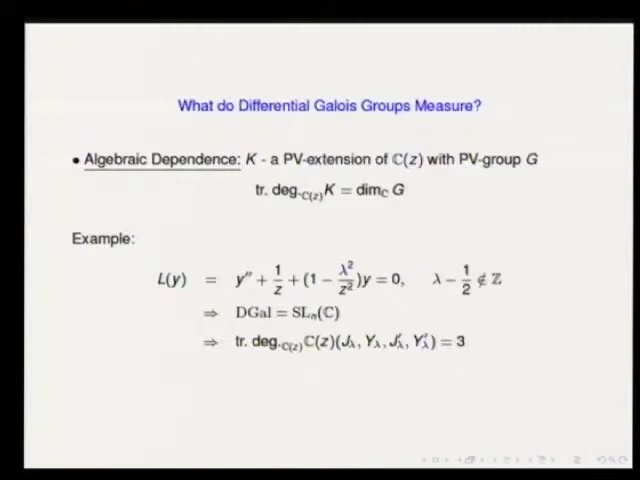 What do Differential Galois Groups Measure?
• Algebraic Dependence: K - a PV-extension of ℂ(z) with PV-group G
tr. deg.ℂ(z) K = dimℂ G
Example:
L(y) = y″ + 1/z + (1 − λ²/z²)y = 0, λ − 1/2 ∉ ℤ
⇒ DGal = SLₙ(ℂ)
⇒ tr. deg.ℂ(z) ℂ(z)(Jλ, Yλ, J′λ, Y′λ) = 3